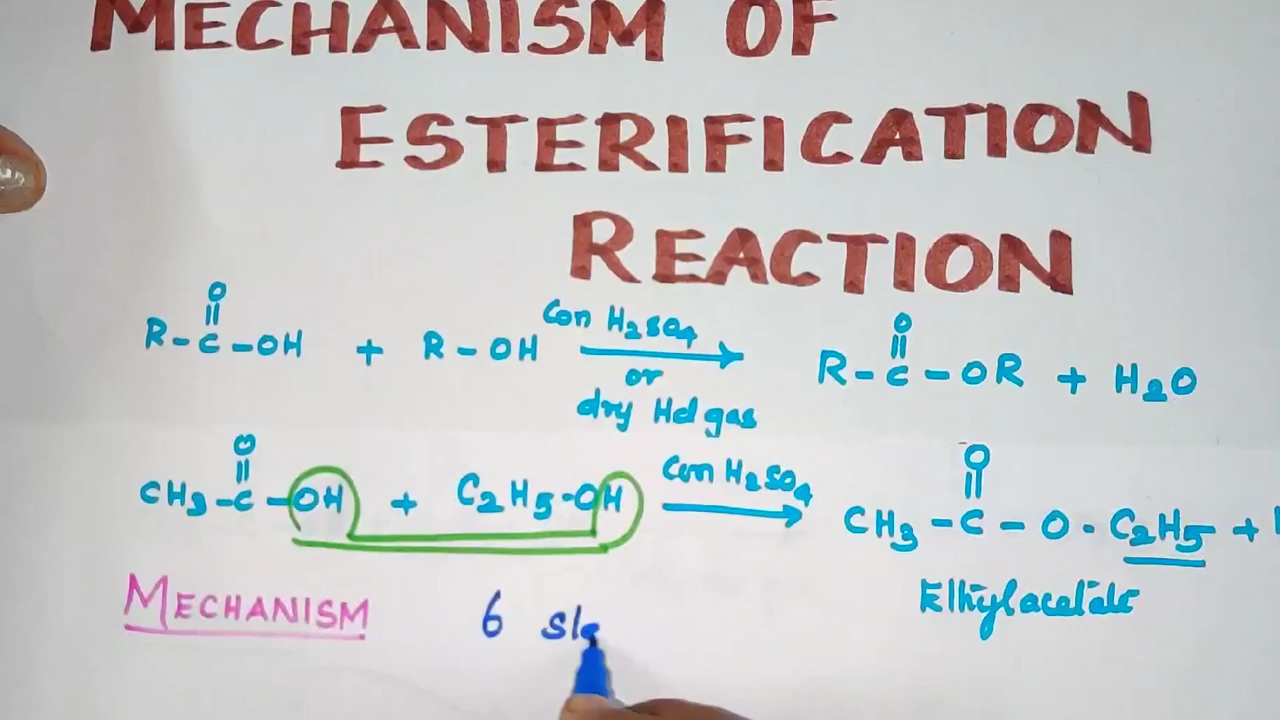 MECHANISM OF
ESTERIFICATION
REACTION
O
||
R-C-OH + R-OH Con H2SO4 or dry Hcl gas → O || R-C-OR + H2O
O
||
CH3-C-OH + C2H5-OH Con H2SO4 → O || CH3-C-O-C2H5 +
Ethylacetate
MECHANISM 6